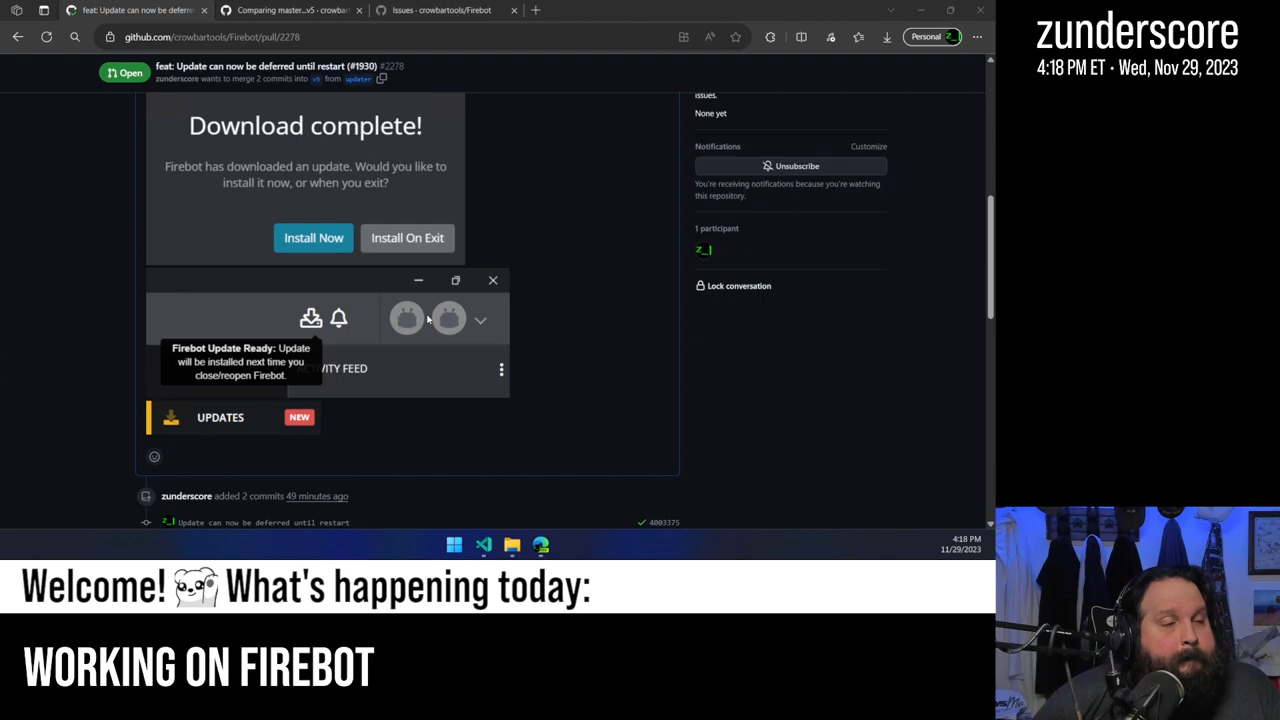 feat: Update can now be deferre
Comparing master...v5 · crowbart
Issues · crowbartools/Firebot
github.com/crowbartools/Firebot/pull/2278
Personal
Open
feat: Update can now be deferred until restart (#1930) #2278
zunderscore wants to merge 2 commits into v5 from updater
Download complete!
Firebot has downloaded an update. Would you like
to install it now, or when you exit?
Install Now
Install On Exit
Firebot Update Ready: Update
will be installed next time you
close/reopen Firebot.
ACTIVITY FEED
UPDATES
NEW
zunderscore added 2 commits 49 minutes ago
Update can now be deferred until restart
4003375
issues.
None yet
Notifications
Customize
Unsubscribe
You're receiving notifications because you're watching
this repository.
1 participant
Lock conversation
4:18 PM
11/29/2023
zunderscore
4:18 PM ET • Wed, Nov 29, 2023
Welcome! What's happening today:
WORKING ON FIREBOT